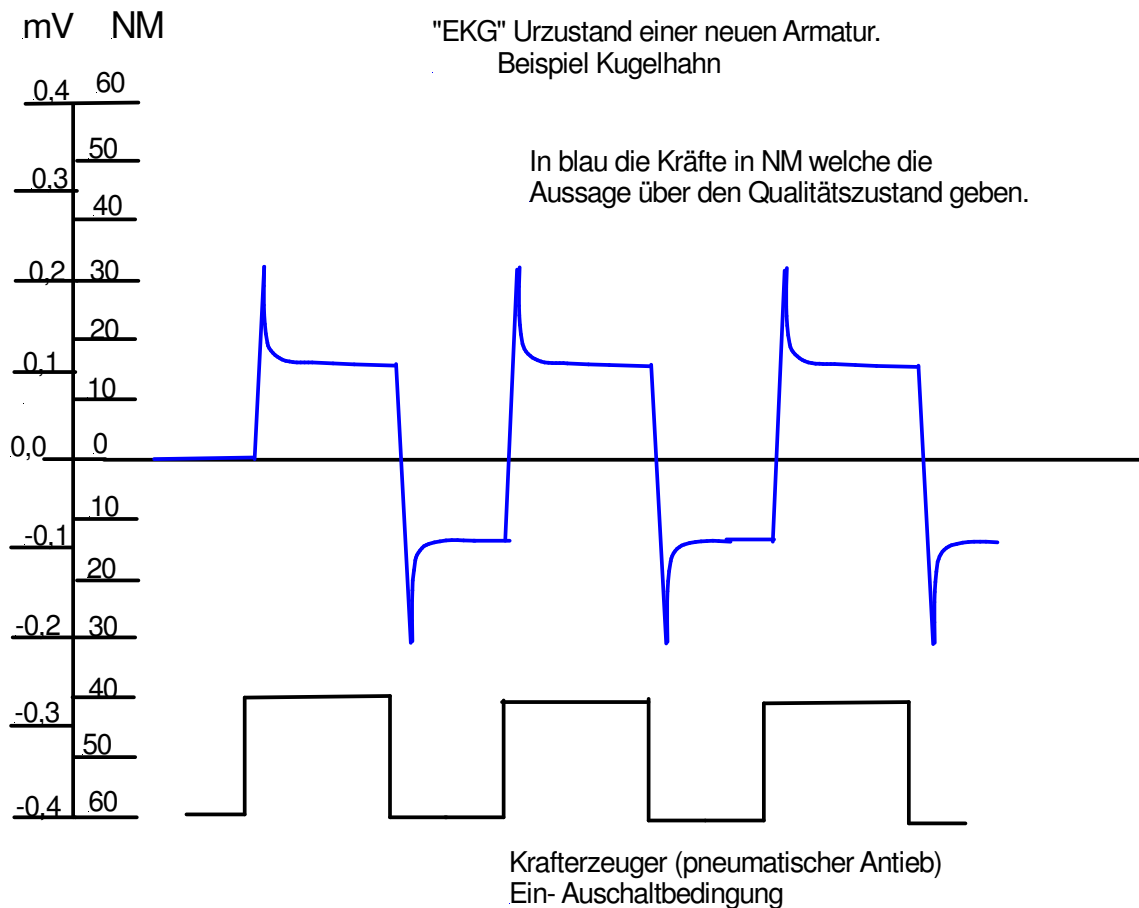 mV NM
"EKG" Urzustand einer neuen Armatur.
Beispiel Kugelhahn
0,4 60
50
In blau die Kräfte in NM welche die
0,3
Aussage über den Qualitätszustand geben.
40
0,2 30
20
0,1
10
0,0 0
10
-0,1
20
-0,2 30
40
-0,3
50
-0,4 60
Krafterzeuger (pneumatischer Antieb)
Ein- Auschaltbedingung